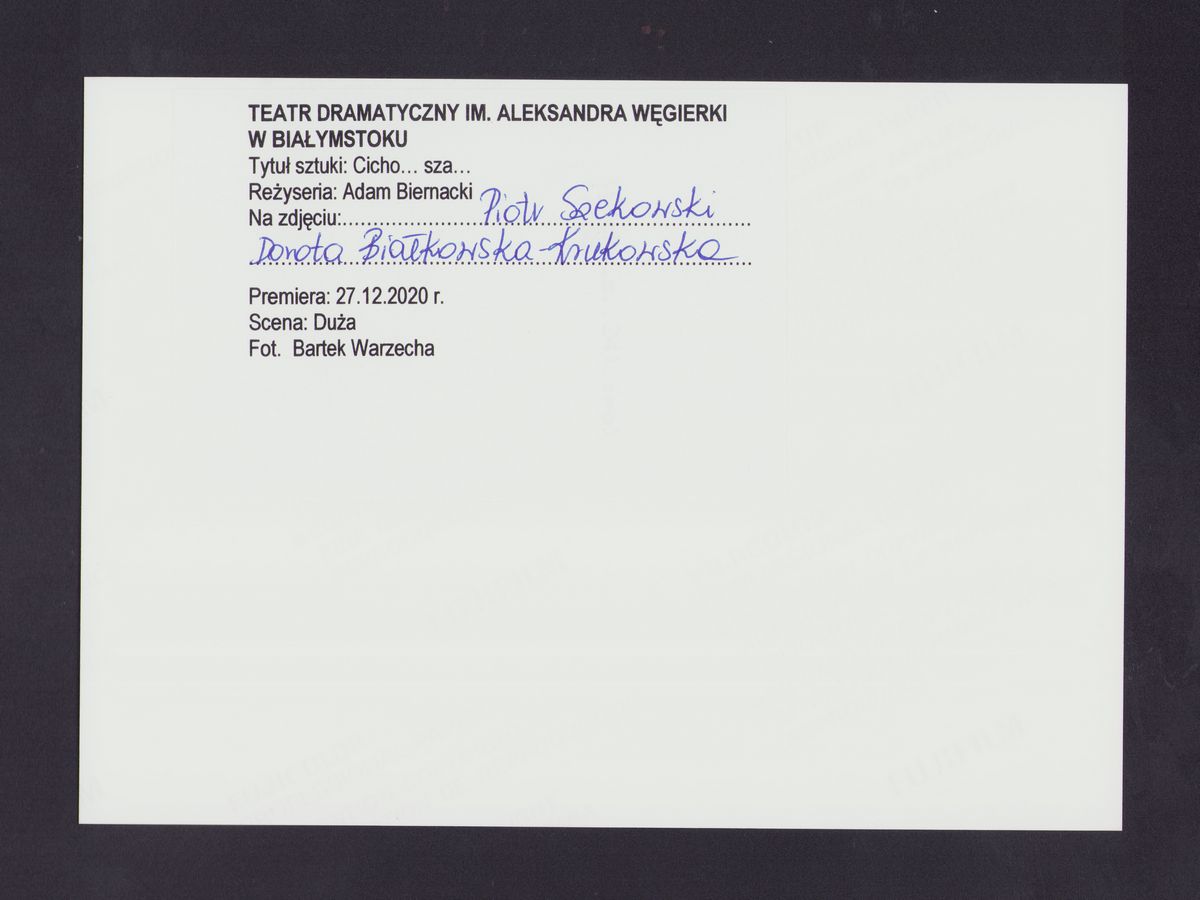 TEATR DRAMATYCZNY IM. ALEKSANDRA WĘGIERKI
W BIAŁYMSTOKU
Tytuł sztuki: Cicho... sza...
Reżyseria: Adam Biernacki
Na zdjęciu:.................... Piotr Szekowski
Dorota Białkowska-Krukowska
Premiera: 27.12.2020 r.
Scena: Duża
Fot. Bartek Warzecha
FUJIFILM